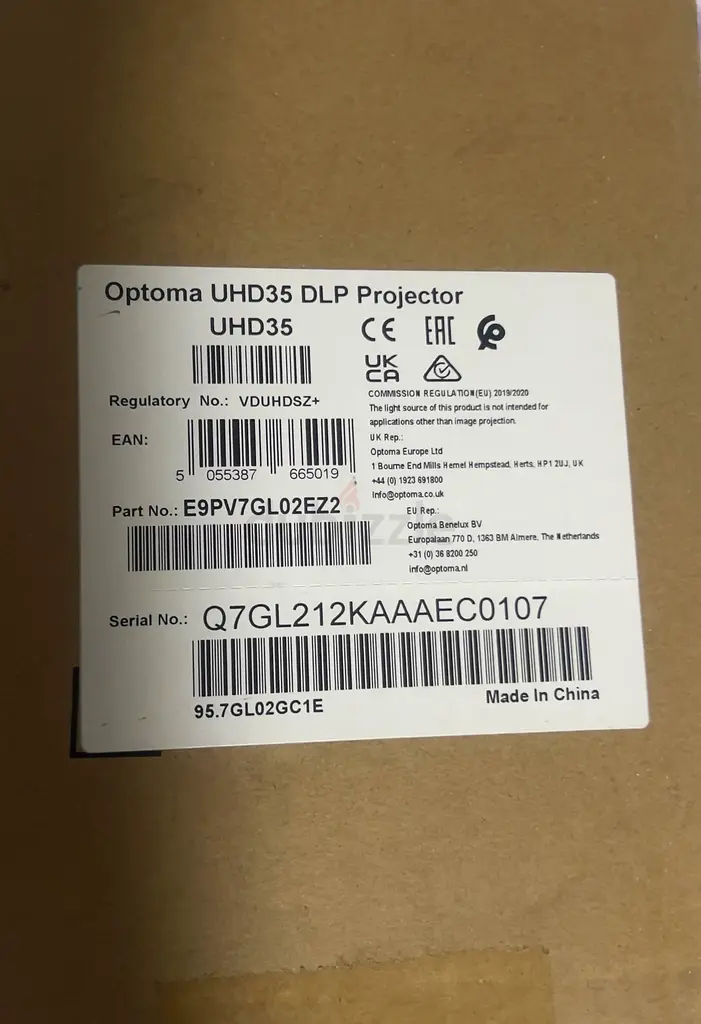 Optoma UHD35 DLP Projector
UHD35
CE EAC
UK
CA
Regulatory No.: VDUHDSZ+
EAN:
5 055387 665019
Part No.: E9PV7GL02EZ2
COMMISSION REGULATION(EU) 2019/2020
The light source of this product is not intended for
applications other than image projection.
UK Rep.:
Optoma Europe Ltd
1 Bourne End Mills Hemel Hempstead, Herts, HP1 2UJ, UK
+44 (0) 1923 691800
info@optoma.co.uk
EU Rep.:
Optoma Benelux BV
Europalaan 770 D, 1363 BM Almere, The Netherlands
+31 (0) 36 8200 250
info@optoma.nl
Serial No.: Q7GL212KAAAEC0107
95.7GL02GC1E
Made In China
dubizzle